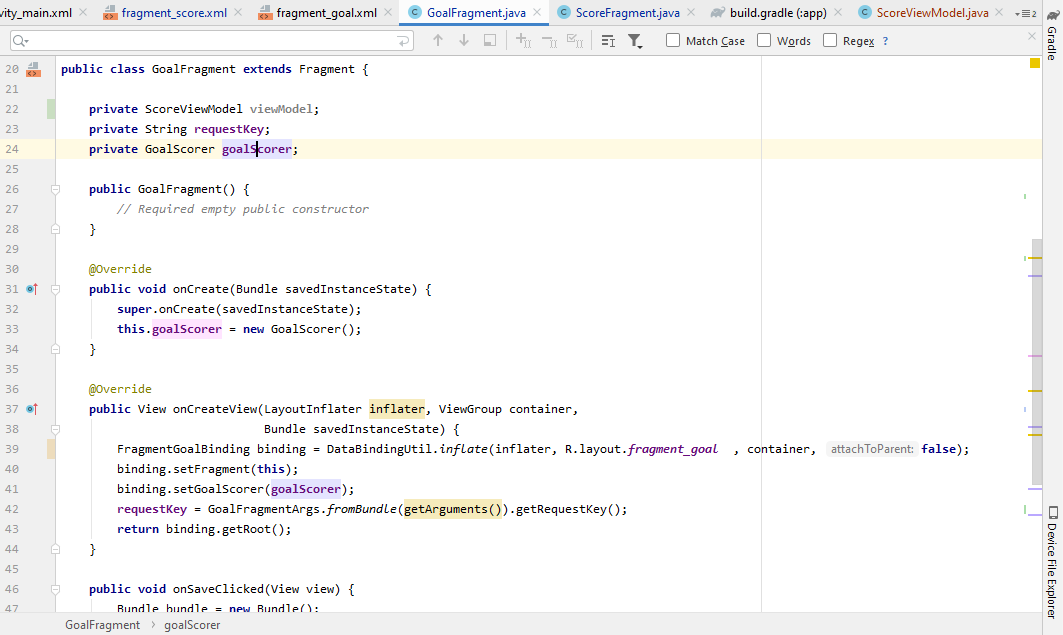 vity_main.xml fragment_score.xml fragment_goal.xml GoalFragment.java ScoreFragment.java build.gradle (:app) ScoreViewModel.java 2
Match Case Words Regex ?
Gradle
20 public class GoalFragment extends Fragment {
21
22 private ScoreViewModel viewModel;
23 private String requestKey;
24 private GoalScorer goalScorer;
25
26 public GoalFragment() {
27 // Required empty public constructor
28 }
29
30 @Override
31 public void onCreate(Bundle savedInstanceState) {
32 super.onCreate(savedInstanceState);
33 this.goalScorer = new GoalScorer();
34 }
35
36 @Override
37 public View onCreateView(LayoutInflater inflater, ViewGroup container,
38 Bundle savedInstanceState) {
39 FragmentGoalBinding binding = DataBindingUtil.inflate(inflater, R.layout.fragment_goal , container, attachToParent: false);
40 binding.setFragment(this);
41 binding.setGoalScorer(goalScorer);
42 requestKey = GoalFragmentArgs.fromBundle(getArguments()).getRequestKey();
43 return binding.getRoot();
44 }
45
46 public void onSaveClicked(View view) {
47 Bundle bundle = new Bundle();
Device File Explorer
GoalFragment › goalScorer